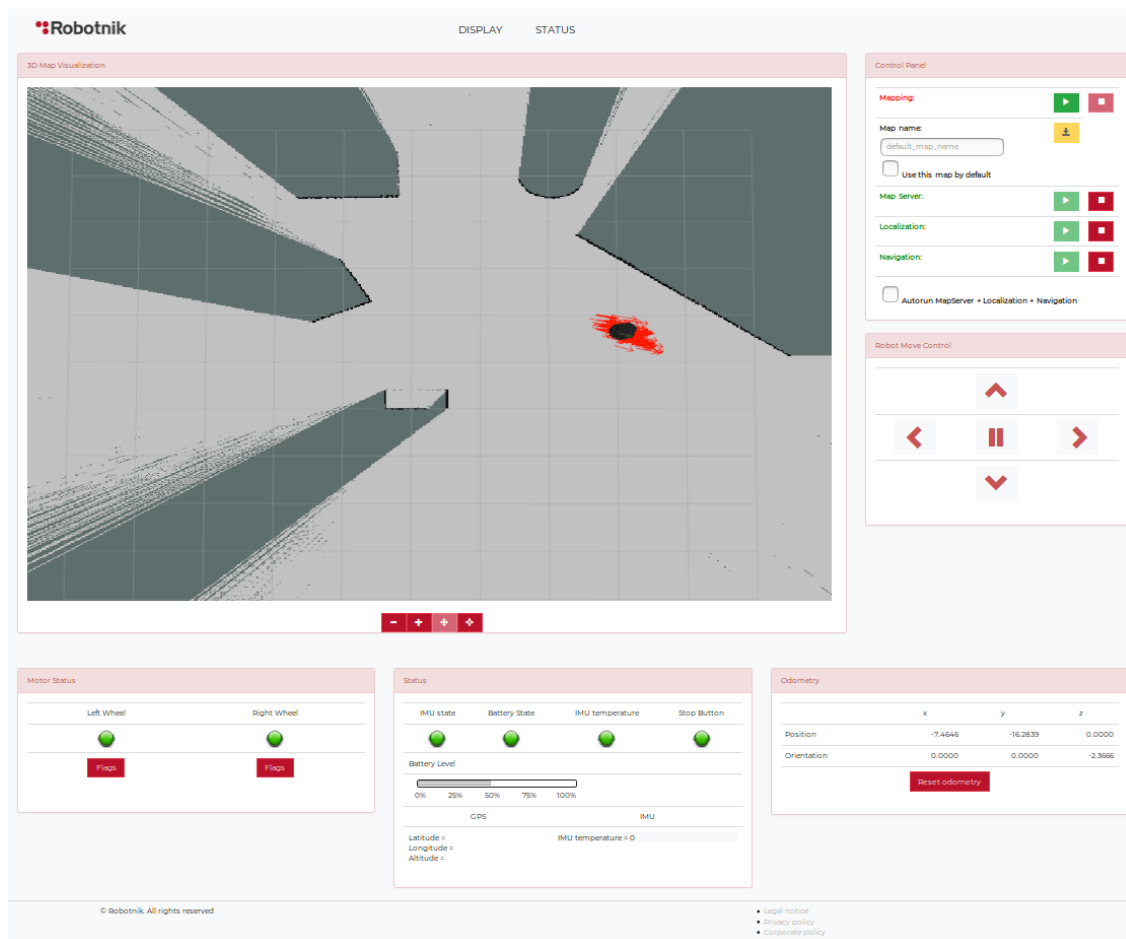 Robotnik
DISPLAY STATUS
3D Map Visualization
Control Panel
Mapping:
Map name:
default_map_name
Use this map by default
Map Server:
Localization:
Navigation:
Autorun MapServer + Localization + Navigation
Robot Move Control
Motor Status
Left Wheel Right Wheel
Flags Flags
Status
IMU state Battery State IMU temperature Stop Button
Battery Level
0% 25% 50% 75% 100%
GPS IMU
Latitude = IMU temperature = 0
Longitude =
Altitude =
Odometry
x y z
Position -7.4646 -16.2839 0.0000
Orientation 0.0000 0.0000 -2.3666
Reset odometry
© Robotnik. All rights reserved
• Legal notice
• Privacy policy
• Corporate policy